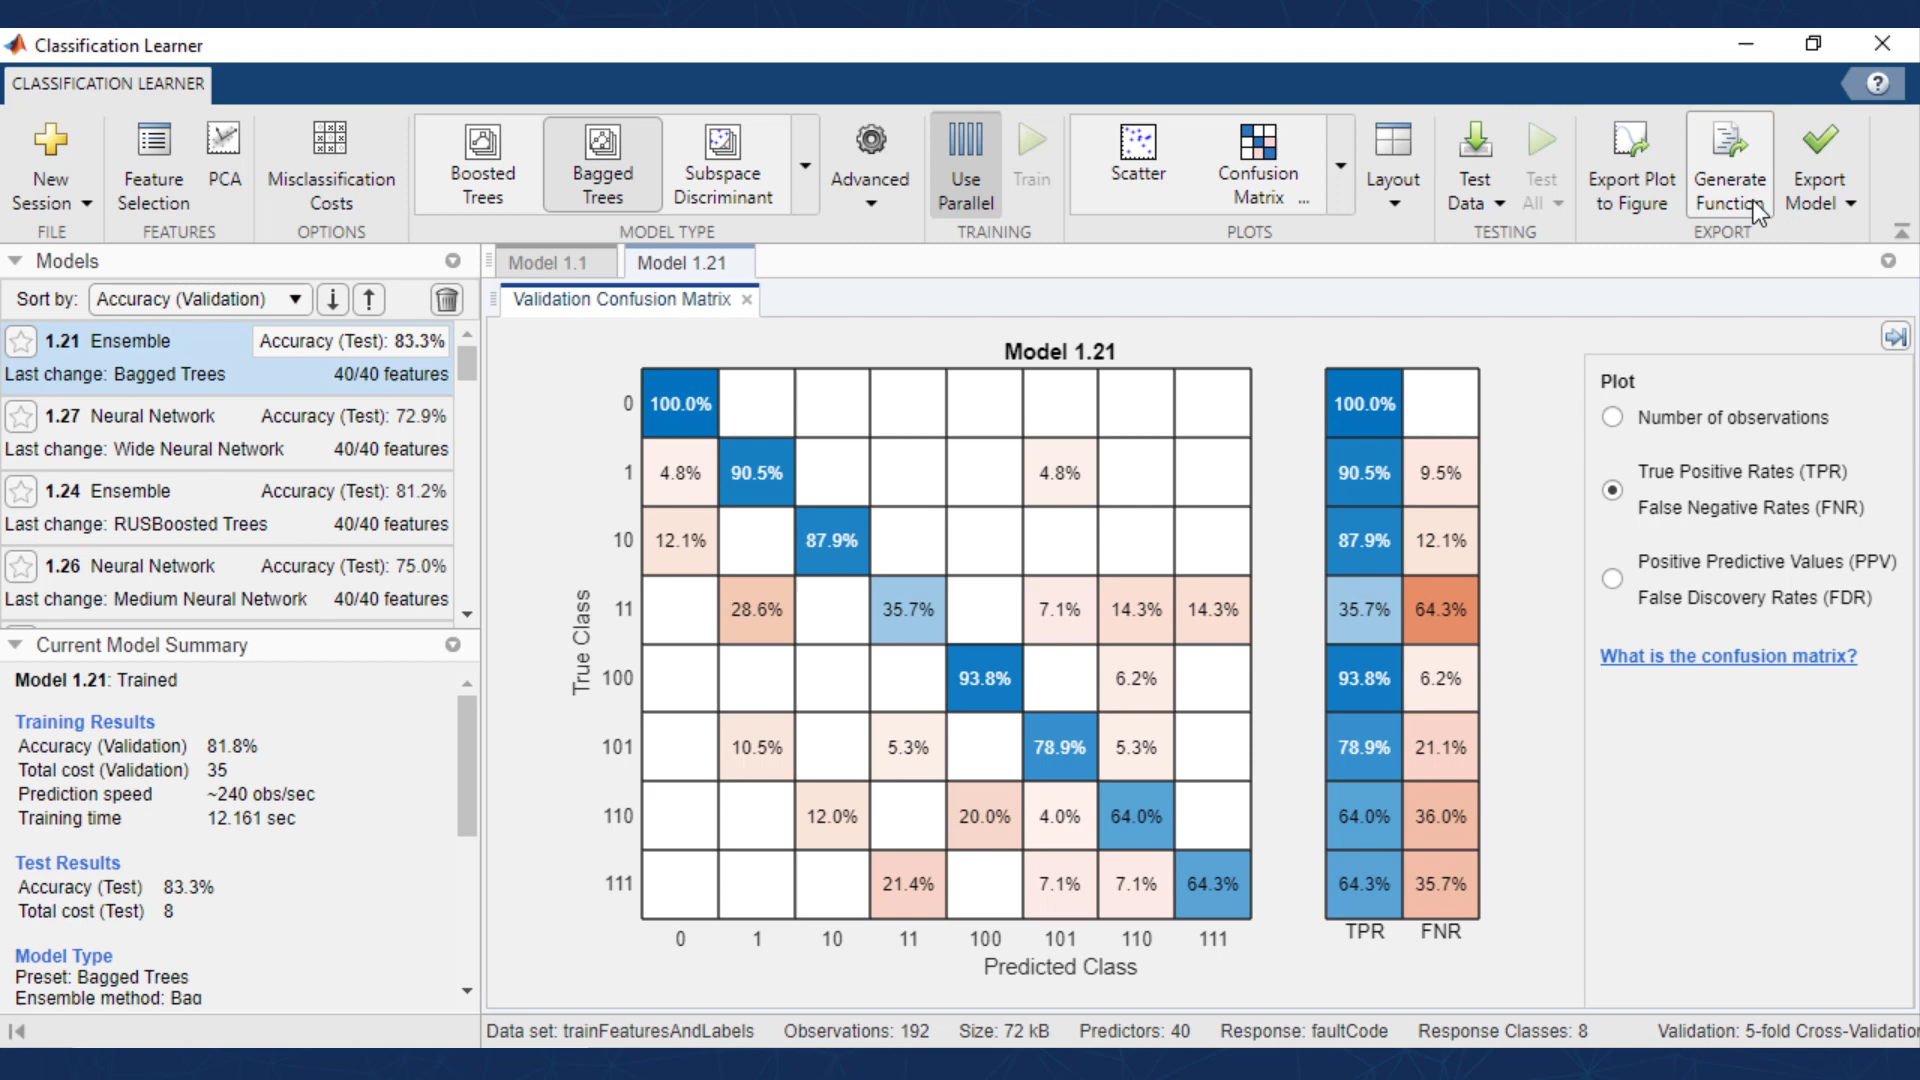 Classification Learner
CLASSIFICATION LEARNER
New
Session
FILE
Feature
Selection
PCA
FEATURES
Misclassification
Costs
OPTIONS
Boosted
Trees
Bagged
Trees
Subspace
Discriminant
MODEL TYPE
Advanced
Use
Parallel
Train
TRAINING
Scatter
Confusion
Matrix ...
PLOTS
Layout
Test
Data
Test
All
TESTING
Export Plot
to Figure
Generate
Function
Export
Model
EXPORT
?
Models
Sort by: Accuracy (Validation)
1.21 Ensemble Accuracy (Test): 83.3%
Last change: Bagged Trees 40/40 features
1.27 Neural Network Accuracy (Test): 72.9%
Last change: Wide Neural Network 40/40 features
1.24 Ensemble Accuracy (Test): 81.2%
Last change: RUSBoosted Trees 40/40 features
1.26 Neural Network Accuracy (Test): 75.0%
Last change: Medium Neural Network 40/40 features
Current Model Summary
Model 1.21: Trained
Training Results
Accuracy (Validation) 81.8%
Total cost (Validation) 35
Prediction speed ~240 obs/sec
Training time 12.161 sec
Test Results
Accuracy (Test) 83.3%
Total cost (Test) 8
Model Type
Preset: Bagged Trees
Ensemble method: Bag
Model 1.1
Model 1.21
Validation Confusion Matrix
Model 1.21
True Class
0 100.0% 100.0%
1 4.8% 90.5% 4.8% 90.5% 9.5%
10 12.1% 87.9% 87.9% 12.1%
11 28.6% 35.7% 7.1% 14.3% 14.3% 35.7% 64.3%
100 93.8% 6.2% 93.8% 6.2%
101 10.5% 5.3% 78.9% 5.3% 78.9% 21.1%
110 12.0% 20.0% 4.0% 64.0% 64.0% 36.0%
111 21.4% 7.1% 7.1% 64.3% 64.3% 35.7%
0 1 10 11 100 101 110 111 TPR FNR
Predicted Class
Plot
Number of observations
True Positive Rates (TPR)
False Negative Rates (FNR)
Positive Predictive Values (PPV)
False Discovery Rates (FDR)
What is the confusion matrix?
Data set: trainFeaturesAndLabels Observations: 192 Size: 72 kB Predictors: 40 Response: faultCode Response Classes: 8 Validation: 5-fold Cross-Validatio